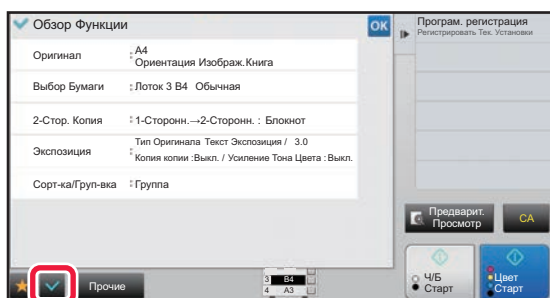 Обзор Функции
OK
Оригинал : A4
Ориентация Изображ.Книга
Выбор Бумаги : Лоток 3 B4 Обычная
2-Стор. Копия : 1-Сторонн.→2-Сторонн. : Блокнот
Экспозиция : Тип Оригинала Текст Экспозиция / 3.0
Копия копии :Выкл. / Усиление Тона Цвета : Выкл.
Сорт-ка/Груп-вка : Группа
Прочие
3 B4
4 A3
Програм. регистрация
Регистрировать Тек. Установки
Предварит.
Просмотр
CA
Ч/Б
Старт
Цвет
Старт